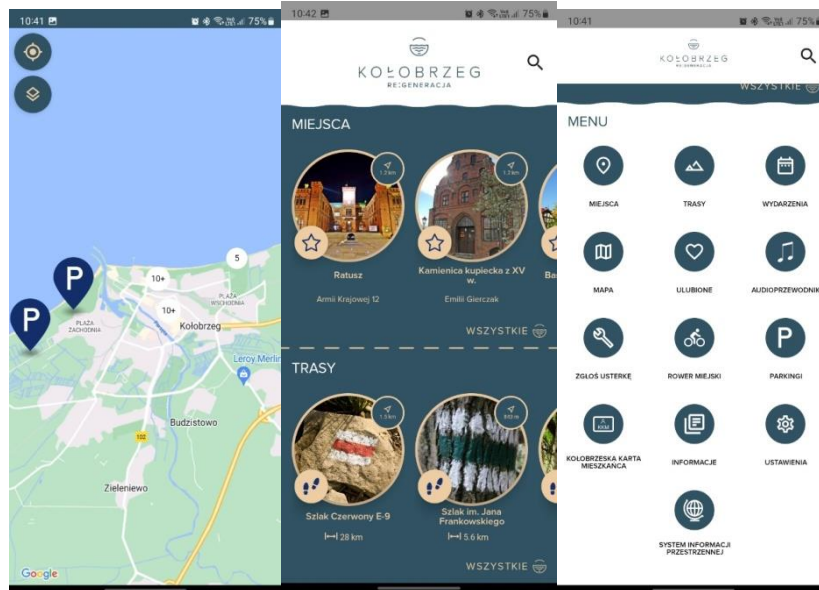 10:41
75%
5
10+
10+
PLAŻA WSCHODNIA
P
P
PLAŻA ZACHODNIA
Kołobrzeg
Parsęta
Leroy Merlin
Budzistowo
102
Zieleniewo
Google
10:42
75%
KOŁOBRZEG
RE:GENERACJA
MIEJSCA
1.2 km
1.2 km
Ratusz
Kamienica kupiecka z XV
w.
Ba
Armii Krajowej 12
Emilii Gierczak
WSZYSTKIE
TRASY
1.5 km
Szlak Czerwony E-9
Szlak im. Jana
Frankowskiego
28 km
5.6 km
WSZYSTKIE
10:41
75%
KOŁOBRZEG
RE:GENERACJA
WSZYSTKIE
MENU
MIEJSCA
TRASY
WYDARZENIA
MAPA
ULUBIONE
AUDIOPRZEWODNIK
ZGŁOŚ USTERKĘ
ROWER MIEJSKI
P
PARKINGI
KOŁOBRZESKA KARTA
MIESZKAŃCA
INFORMACJE
USTAWIENIA
SYSTEM INFORMACJI
PRZESTRZENNEJ